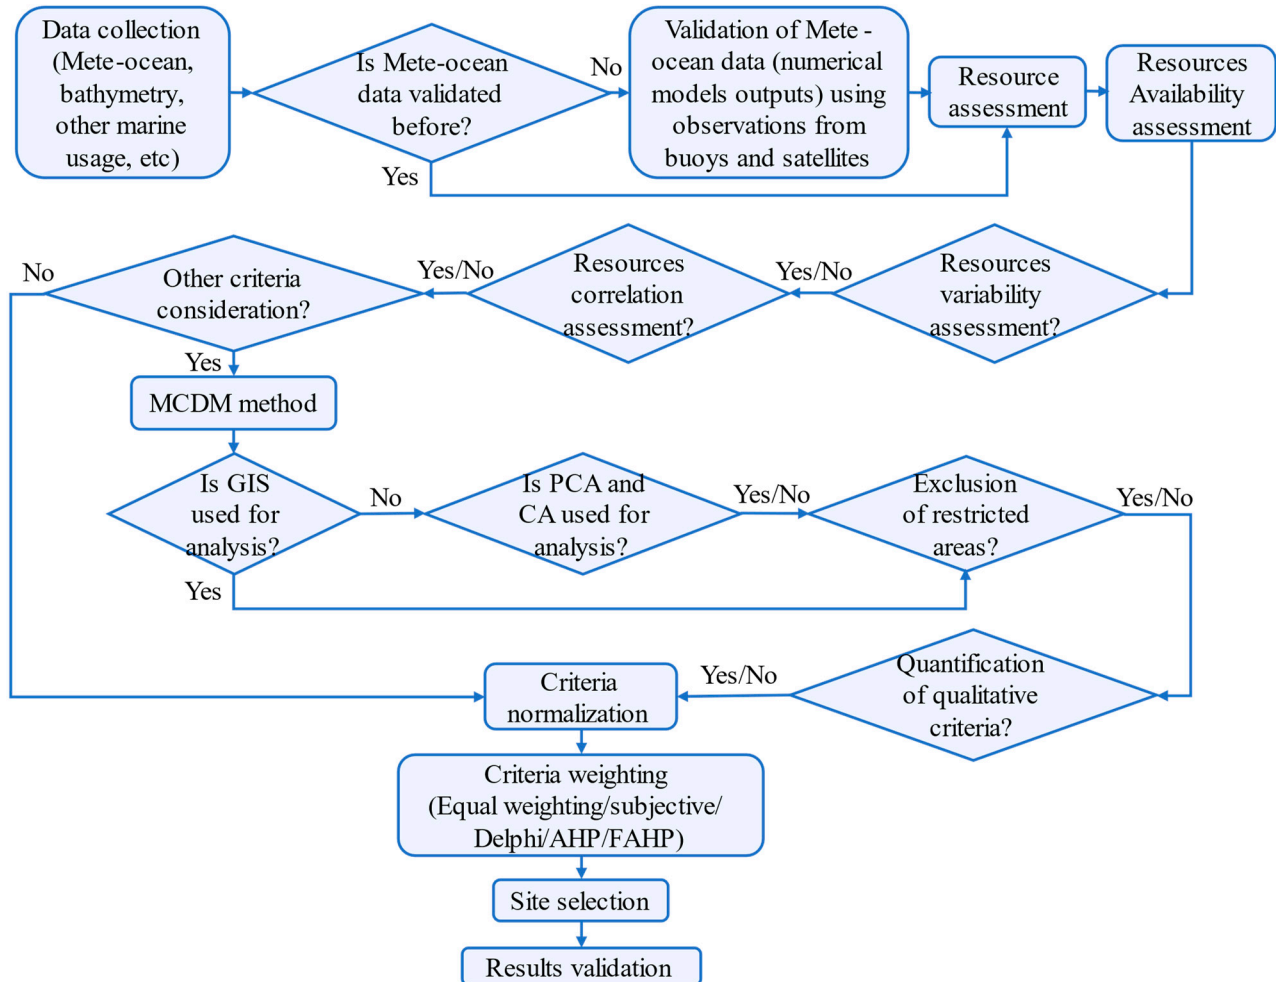 Data collection
(Mete-ocean,
bathymetry,
other marine
usage, etc)
Is Mete-ocean
data validated
before?
No
Yes
Validation of Mete -
ocean data (numerical
models outputs) using
observations from
buoys and satellites
Resource
assessment
Resources
Availability
assessment
Resources
variability
assessment?
Yes/No
Resources
correlation
assessment?
Yes/No
Other criteria
consideration?
No
Yes
MCDM method
Is GIS
used for
analysis?
No
Yes
Is PCA and
CA used for
analysis?
Yes/No
Exclusion
of restricted
areas?
Yes/No
Quantification
of qualitative
criteria?
Yes/No
Criteria
normalization
Criteria weighting
(Equal weighting/subjective/
Delphi/AHP/FAHP)
Site selection
Results validation